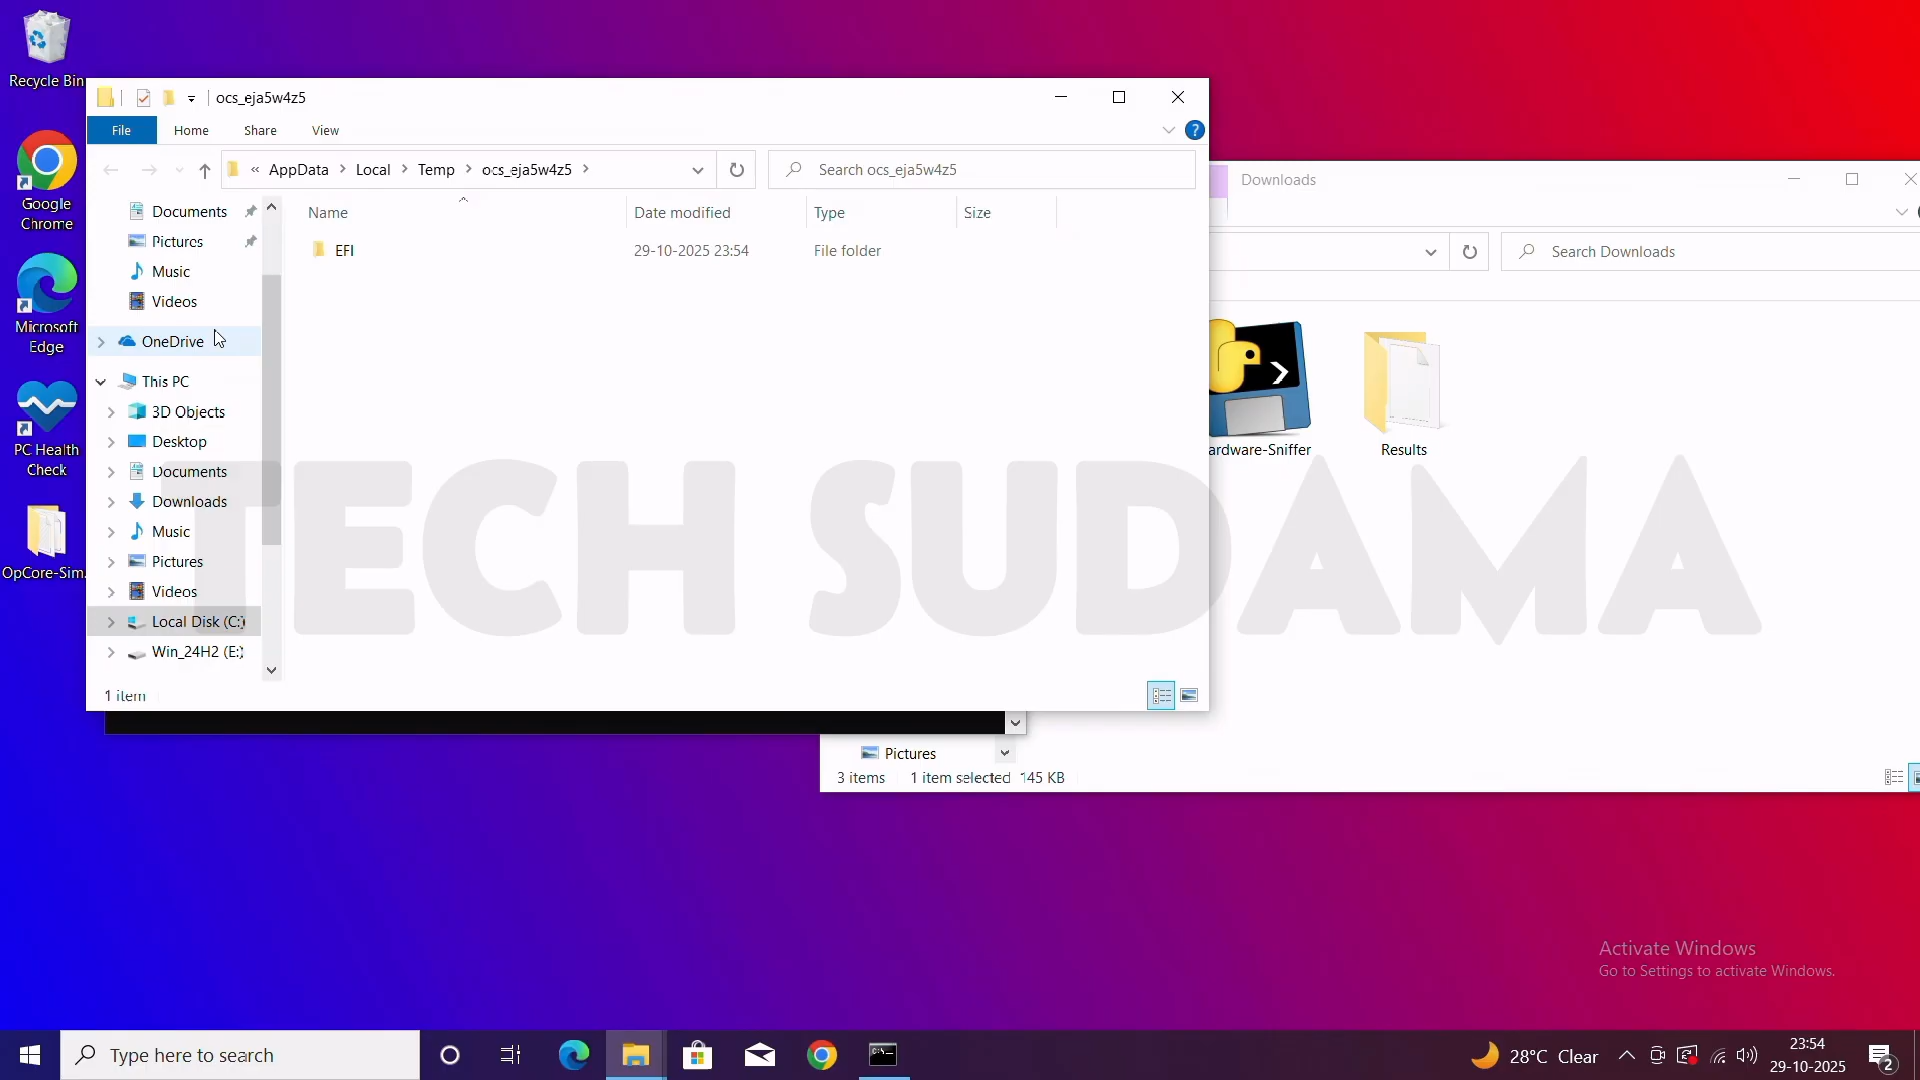 Recycle Bin
Google
Chrome
Microsoft
Edge
PC Health
Check
OpCore-Sim.
ocs_eja5w4z5
File
Home
Share
View
?
« AppData > Local > Temp > ocs_eja5w4z5 >
Search ocs_eja5w4z5
Documents
Pictures
Music
Videos
OneDrive
This PC
3D Objects
Desktop
Documents
Downloads
Music
Pictures
Videos
Local Disk (C:)
Win_24H2 (E:)
Name
Date modified
Type
Size
EFI
29-10-2025 23:54
File folder
1 item
Downloads
Search Downloads
ardware-Sniffer
Results
Pictures
3 items
1 item selected 145 KB
TECH SUDAMA
Activate Windows
Go to Settings to activate Windows.
Type here to search
28°C Clear
23:54
29-10-2025
2